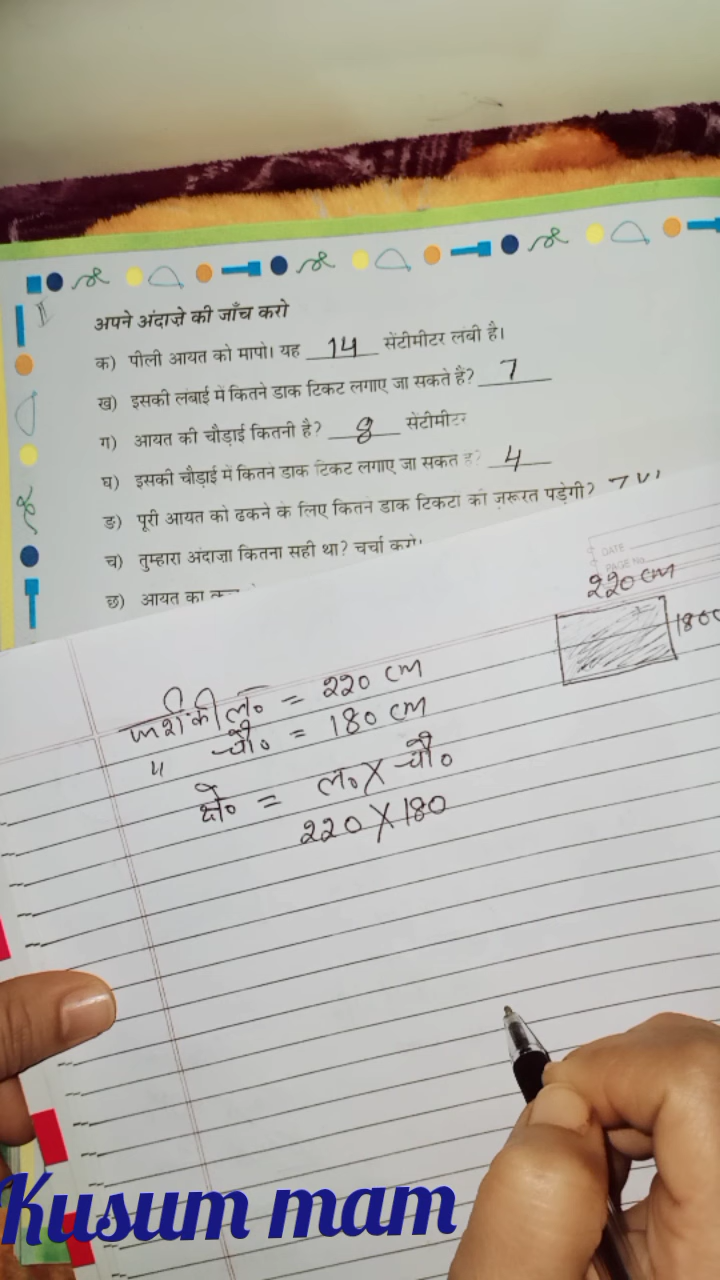 अपने अंदाज़े की जाँच करो
क) पीली आयत को मापो। यह 14 सेंटीमीटर लंबी है।
ख) इसकी लंबाई में कितने डाक टिकट लगाए जा सकते हैं? 7
ग) आयत की चौड़ाई कितनी है? 8 सेंटीमीटर
घ) इसकी चौड़ाई में कितने डाक टिकट लगाए जा सकते हैं? 4
ङ) पूरी आयत को ढकने के लिए कितने डाक टिकटों की ज़रूरत पड़ेगी?
च) तुम्हारा अंदाज़ा कितना सही था? चर्चा करो।
छ) आयत का
DATE
PAGE No.
220 cm
180
फर्श की ल० = 220 cm
" चौ० = 180 cm
क्षे० = ल० X चौ०
220 X 180
Kusum mam